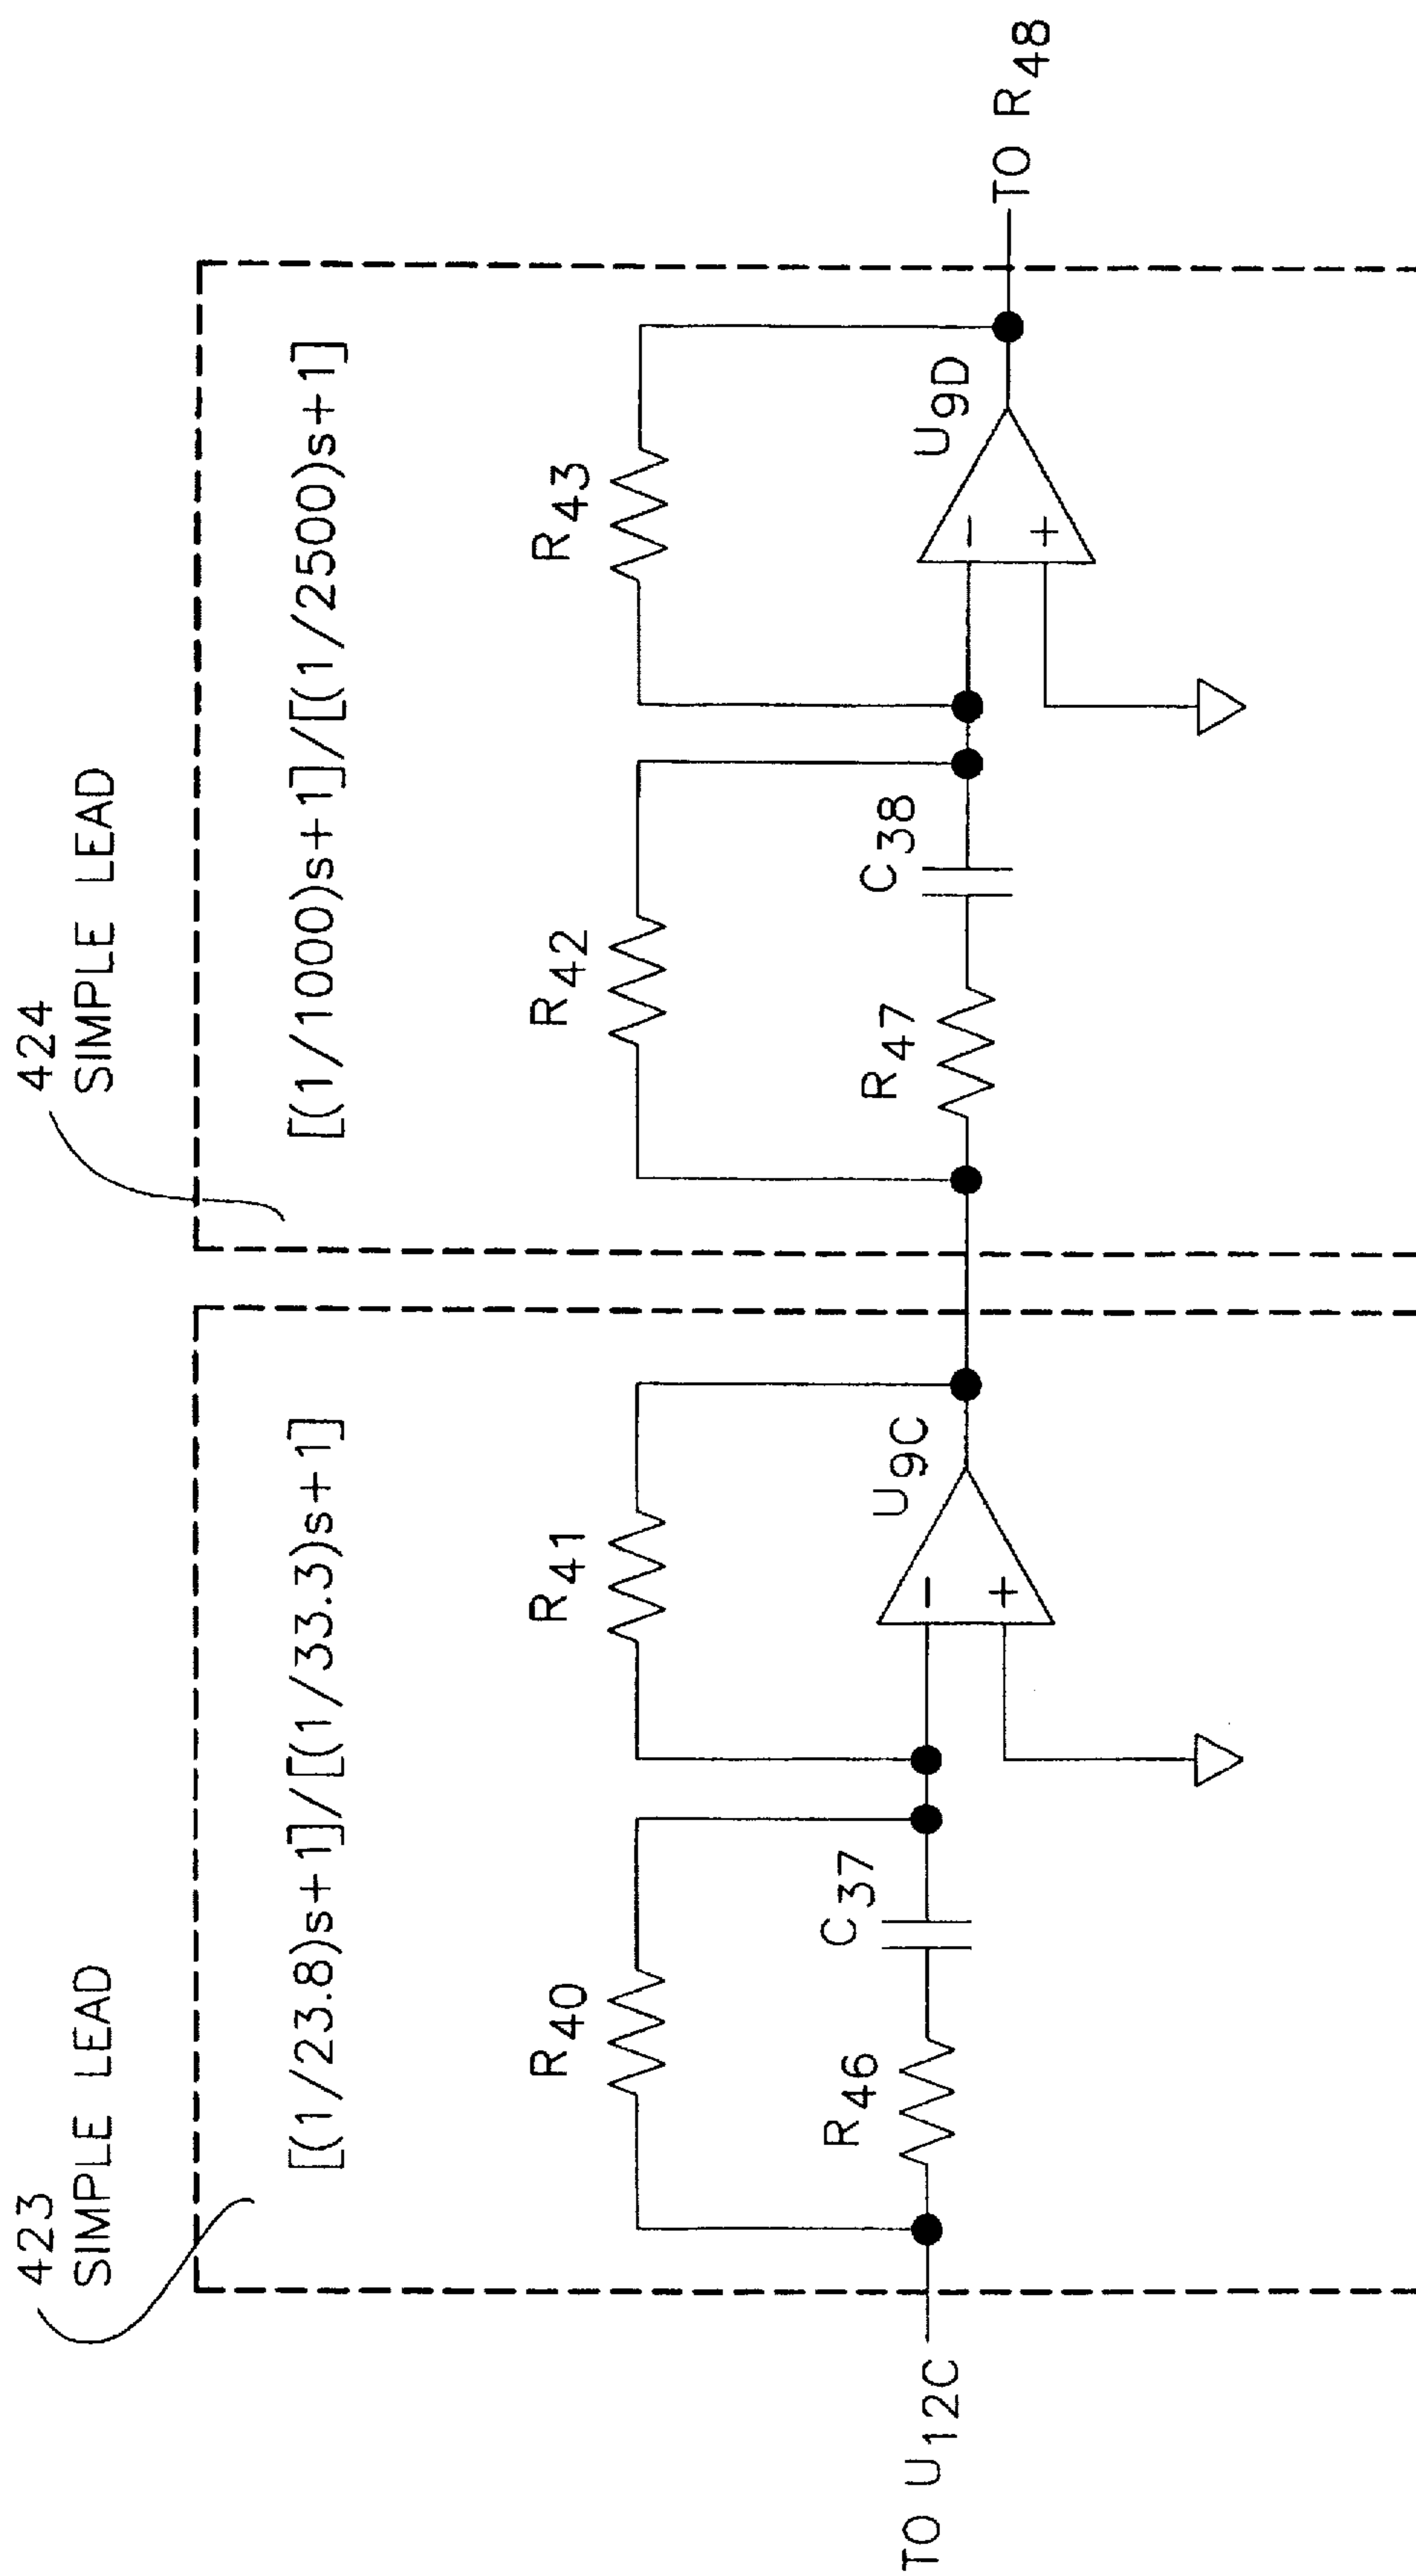 423
SIMPLE LEAD
424
SIMPLE LEAD
[(1/23.8)s+1]/[(1/33.3)s+1]
[(1/1000)s+1]/[(1/2500)s+1]
R40
R41
R42
R43
R46
C37
U9C
R47
C38
U9D
-
+
-
+
TO U12C
TO R48